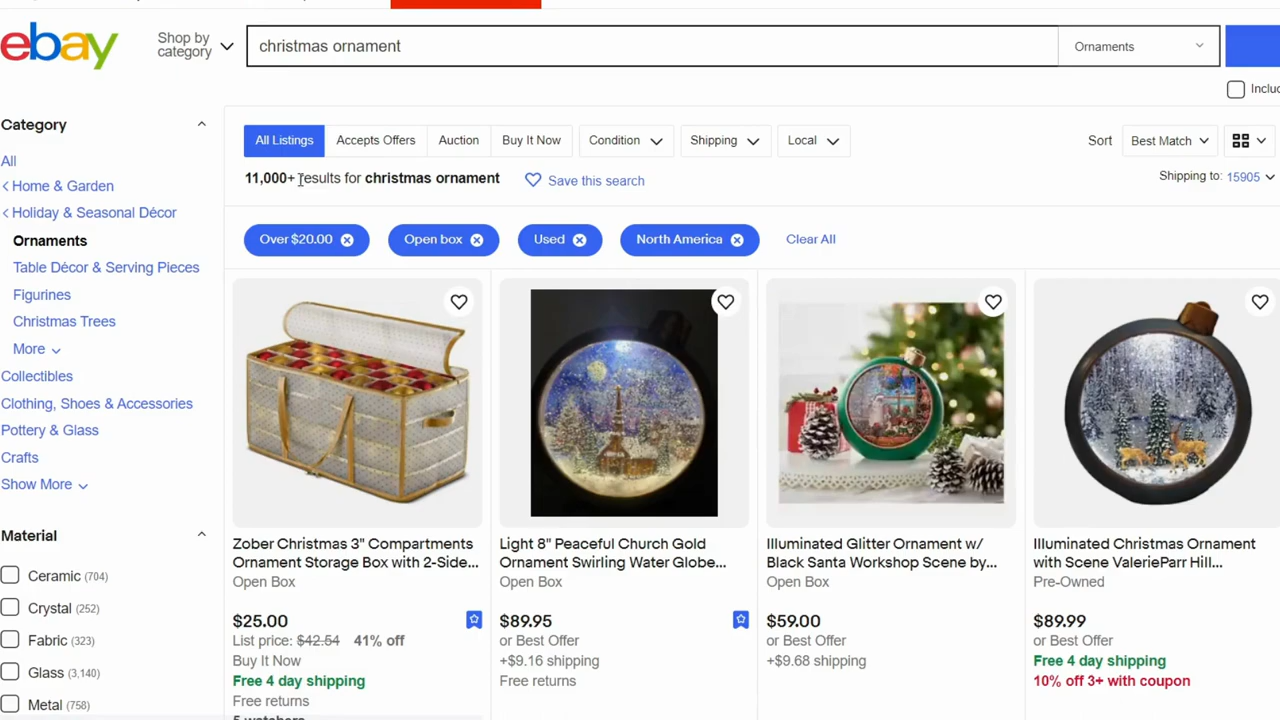 ebay
Shop by
category
christmas ornament
Ornaments
Category
All Listings
Accepts Offers
Auction
Buy It Now
Condition
Shipping
Local
Sort
Best Match
11,000+ results for christmas ornament
Save this search
Shipping to: 15905
Over $20.00
Open box
Used
North America
Clear All
All
Home & Garden
Holiday & Seasonal Décor
Ornaments
Table Décor & Serving Pieces
Figurines
Christmas Trees
More
Collectibles
Clothing, Shoes & Accessories
Pottery & Glass
Crafts
Show More
Material
Ceramic (704)
Crystal (252)
Fabric (323)
Glass (3,140)
Metal (758)
Zober Christmas 3" Compartments
Ornament Storage Box with 2-Side...
Open Box
$25.00
List price: $42.54 41% off
Buy It Now
Free 4 day shipping
Free returns
5 watchers
Light 8" Peaceful Church Gold
Ornament Swirling Water Globe...
Open Box
$89.95
or Best Offer
+$9.16 shipping
Free returns
Illuminated Glitter Ornament w/
Black Santa Workshop Scene by...
Open Box
$59.00
or Best Offer
+$9.68 shipping
Illuminated Christmas Ornament
with Scene ValerieParr Hill...
Pre-Owned
$89.99
or Best Offer
Free 4 day shipping
10% off 3+ with coupon